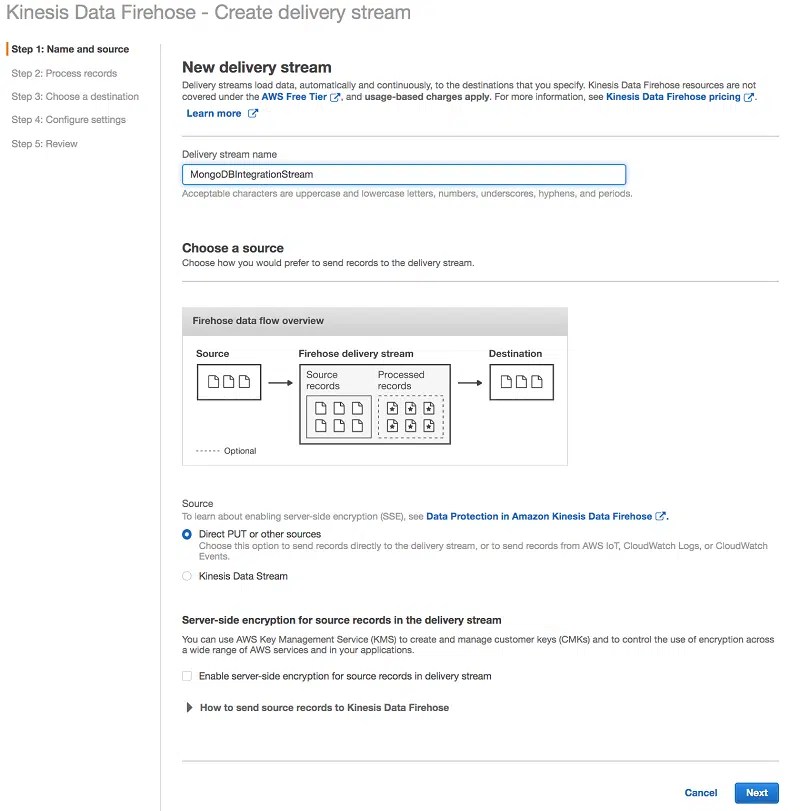 Kinesis Data Firehose - Create delivery stream
Step 1: Name and source
Step 2: Process records
Step 3: Choose a destination
Step 4: Configure settings
Step 5: Review
New delivery stream
Delivery streams load data, automatically and continuously, to the destinations that you specify. Kinesis Data Firehose resources are not
covered under the AWS Free Tier, and usage-based charges apply. For more information, see Kinesis Data Firehose pricing.
Learn more
Delivery stream name
MongoDBIntegrationStream
Acceptable characters are uppercase and lowercase letters, numbers, underscores, hyphens, and periods.
Choose a source
Choose how you would prefer to send records to the delivery stream.
Firehose data flow overview
Source
Firehose delivery stream
Destination
Source
records
Processed
records
Optional
Source
To learn about enabling server-side encryption (SSE), see Data Protection in Amazon Kinesis Data Firehose.
Direct PUT or other sources
Choose this option to send records directly to the delivery stream, or to send records from AWS IoT, CloudWatch Logs, or CloudWatch
Events.
Kinesis Data Stream
Server-side encryption for source records in the delivery stream
You can use AWS Key Management Service (KMS) to create and manage customer keys (CMKs) and to control the use of encryption across
a wide range of AWS services and in your applications.
Enable server-side encryption for source records in delivery stream
How to send source records to Kinesis Data Firehose
Cancel
Next